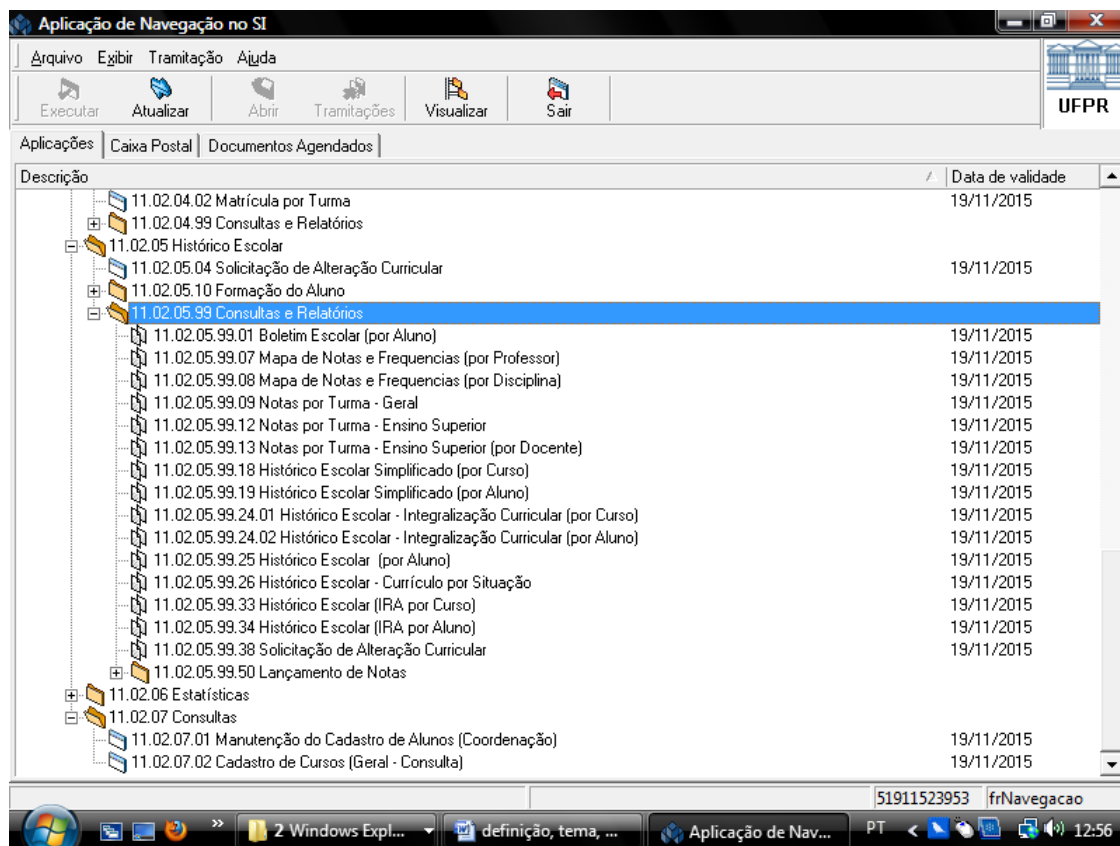 Aplicação de Navegação no SI
Arquivo Exibir Tramitação Ajuda
Executar Atualizar Abrir Tramitações Visualizar Sair
UFPR
Aplicações Caixa Postal Documentos Agendados
Descrição Data de validade
11.02.04.02 Matrícula por Turma 19/11/2015
11.02.04.99 Consultas e Relatórios
11.02.05 Histórico Escolar
11.02.05.04 Solicitação de Alteração Curricular 19/11/2015
11.02.05.10 Formação do Aluno
11.02.05.99 Consultas e Relatórios
11.02.05.99.01 Boletim Escolar (por Aluno) 19/11/2015
11.02.05.99.07 Mapa de Notas e Frequencias (por Professor) 19/11/2015
11.02.05.99.08 Mapa de Notas e Frequencias (por Disciplina) 19/11/2015
11.02.05.99.09 Notas por Turma - Geral 19/11/2015
11.02.05.99.12 Notas por Turma - Ensino Superior 19/11/2015
11.02.05.99.13 Notas por Turma - Ensino Superior (por Docente) 19/11/2015
11.02.05.99.18 Histórico Escolar Simplificado (por Curso) 19/11/2015
11.02.05.99.19 Histórico Escolar Simplificado (por Aluno) 19/11/2015
11.02.05.99.24.01 Histórico Escolar - Integralização Curricular (por Curso) 19/11/2015
11.02.05.99.24.02 Histórico Escolar - Integralização Curricular (por Aluno) 19/11/2015
11.02.05.99.25 Histórico Escolar (por Aluno) 19/11/2015
11.02.05.99.26 Histórico Escolar - Currículo por Situação 19/11/2015
11.02.05.99.33 Histórico Escolar (IRA por Curso) 19/11/2015
11.02.05.99.34 Histórico Escolar (IRA por Aluno) 19/11/2015
11.02.05.99.38 Solicitação de Alteração Curricular 19/11/2015
11.02.05.99.50 Lançamento de Notas
11.02.06 Estatísticas
11.02.07 Consultas
11.02.07.01 Manutenção do Cadastro de Alunos (Coordenação) 19/11/2015
11.02.07.02 Cadastro de Cursos (Geral - Consulta) 19/11/2015
51911523953 frNavegacao
2 Windows Expl... definição, tema, ... Aplicação de Nav... PT 12:56